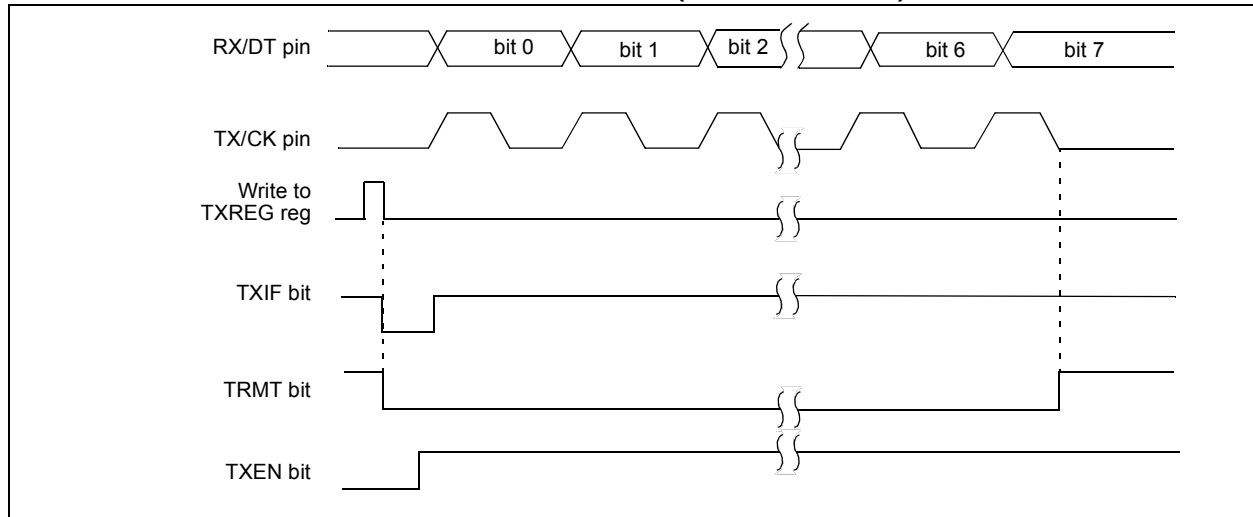 RX/DT pin
bit 0
bit 1
bit 2
bit 6
bit 7
TX/CK pin
Write to
TXREG reg
TXIF bit
TRMT bit
TXEN bit